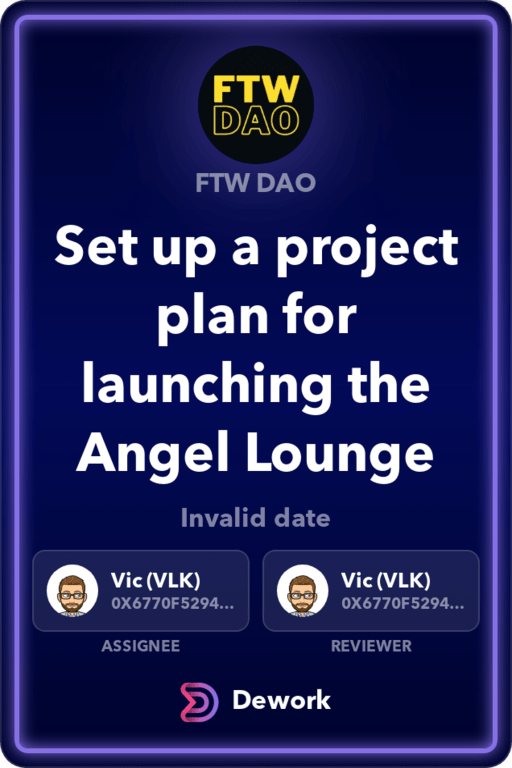 FTW
DAO
FTW DAO
Set up a project
plan for
launching the
Angel Lounge
Invalid date
Vic (VLK)
0X6770F5294...
Vic (VLK)
0X6770F5294...
ASSIGNEE
REVIEWER
Dework